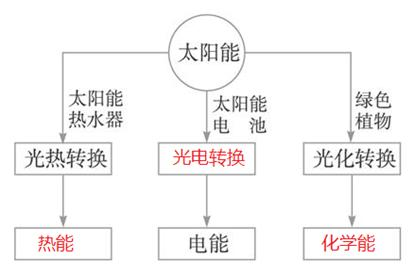 太阳能
太阳能
热水器
太阳能
电 池
绿色
植物
光热转换
光电转换
光化转换
热能
电能
化学能